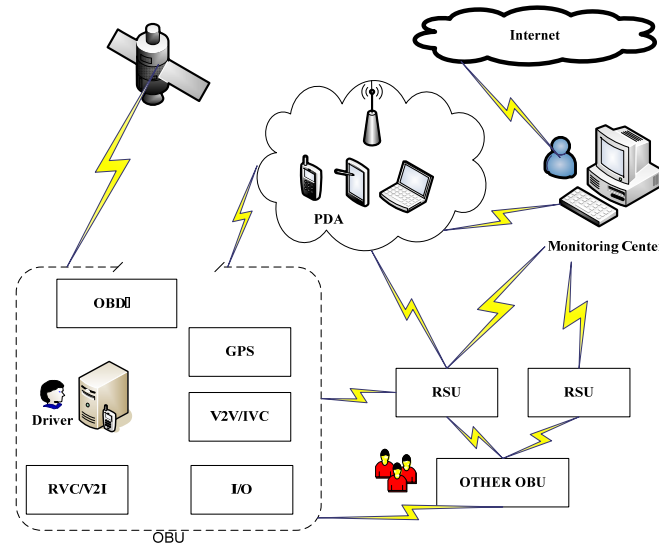 Internet
PDA
Monitoring Center
OBD
GPS
RSU
RSU
Driver
V2V/IVC
RVC/V2I
I/O
OTHER OBU
OBU